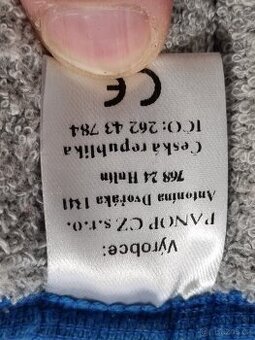 Výrobce:
PANOP CZ s.r.o.
Antonína Dvořáka 1341
768 24 Hulín
Česká republika
IČO: 262 43 784
CE